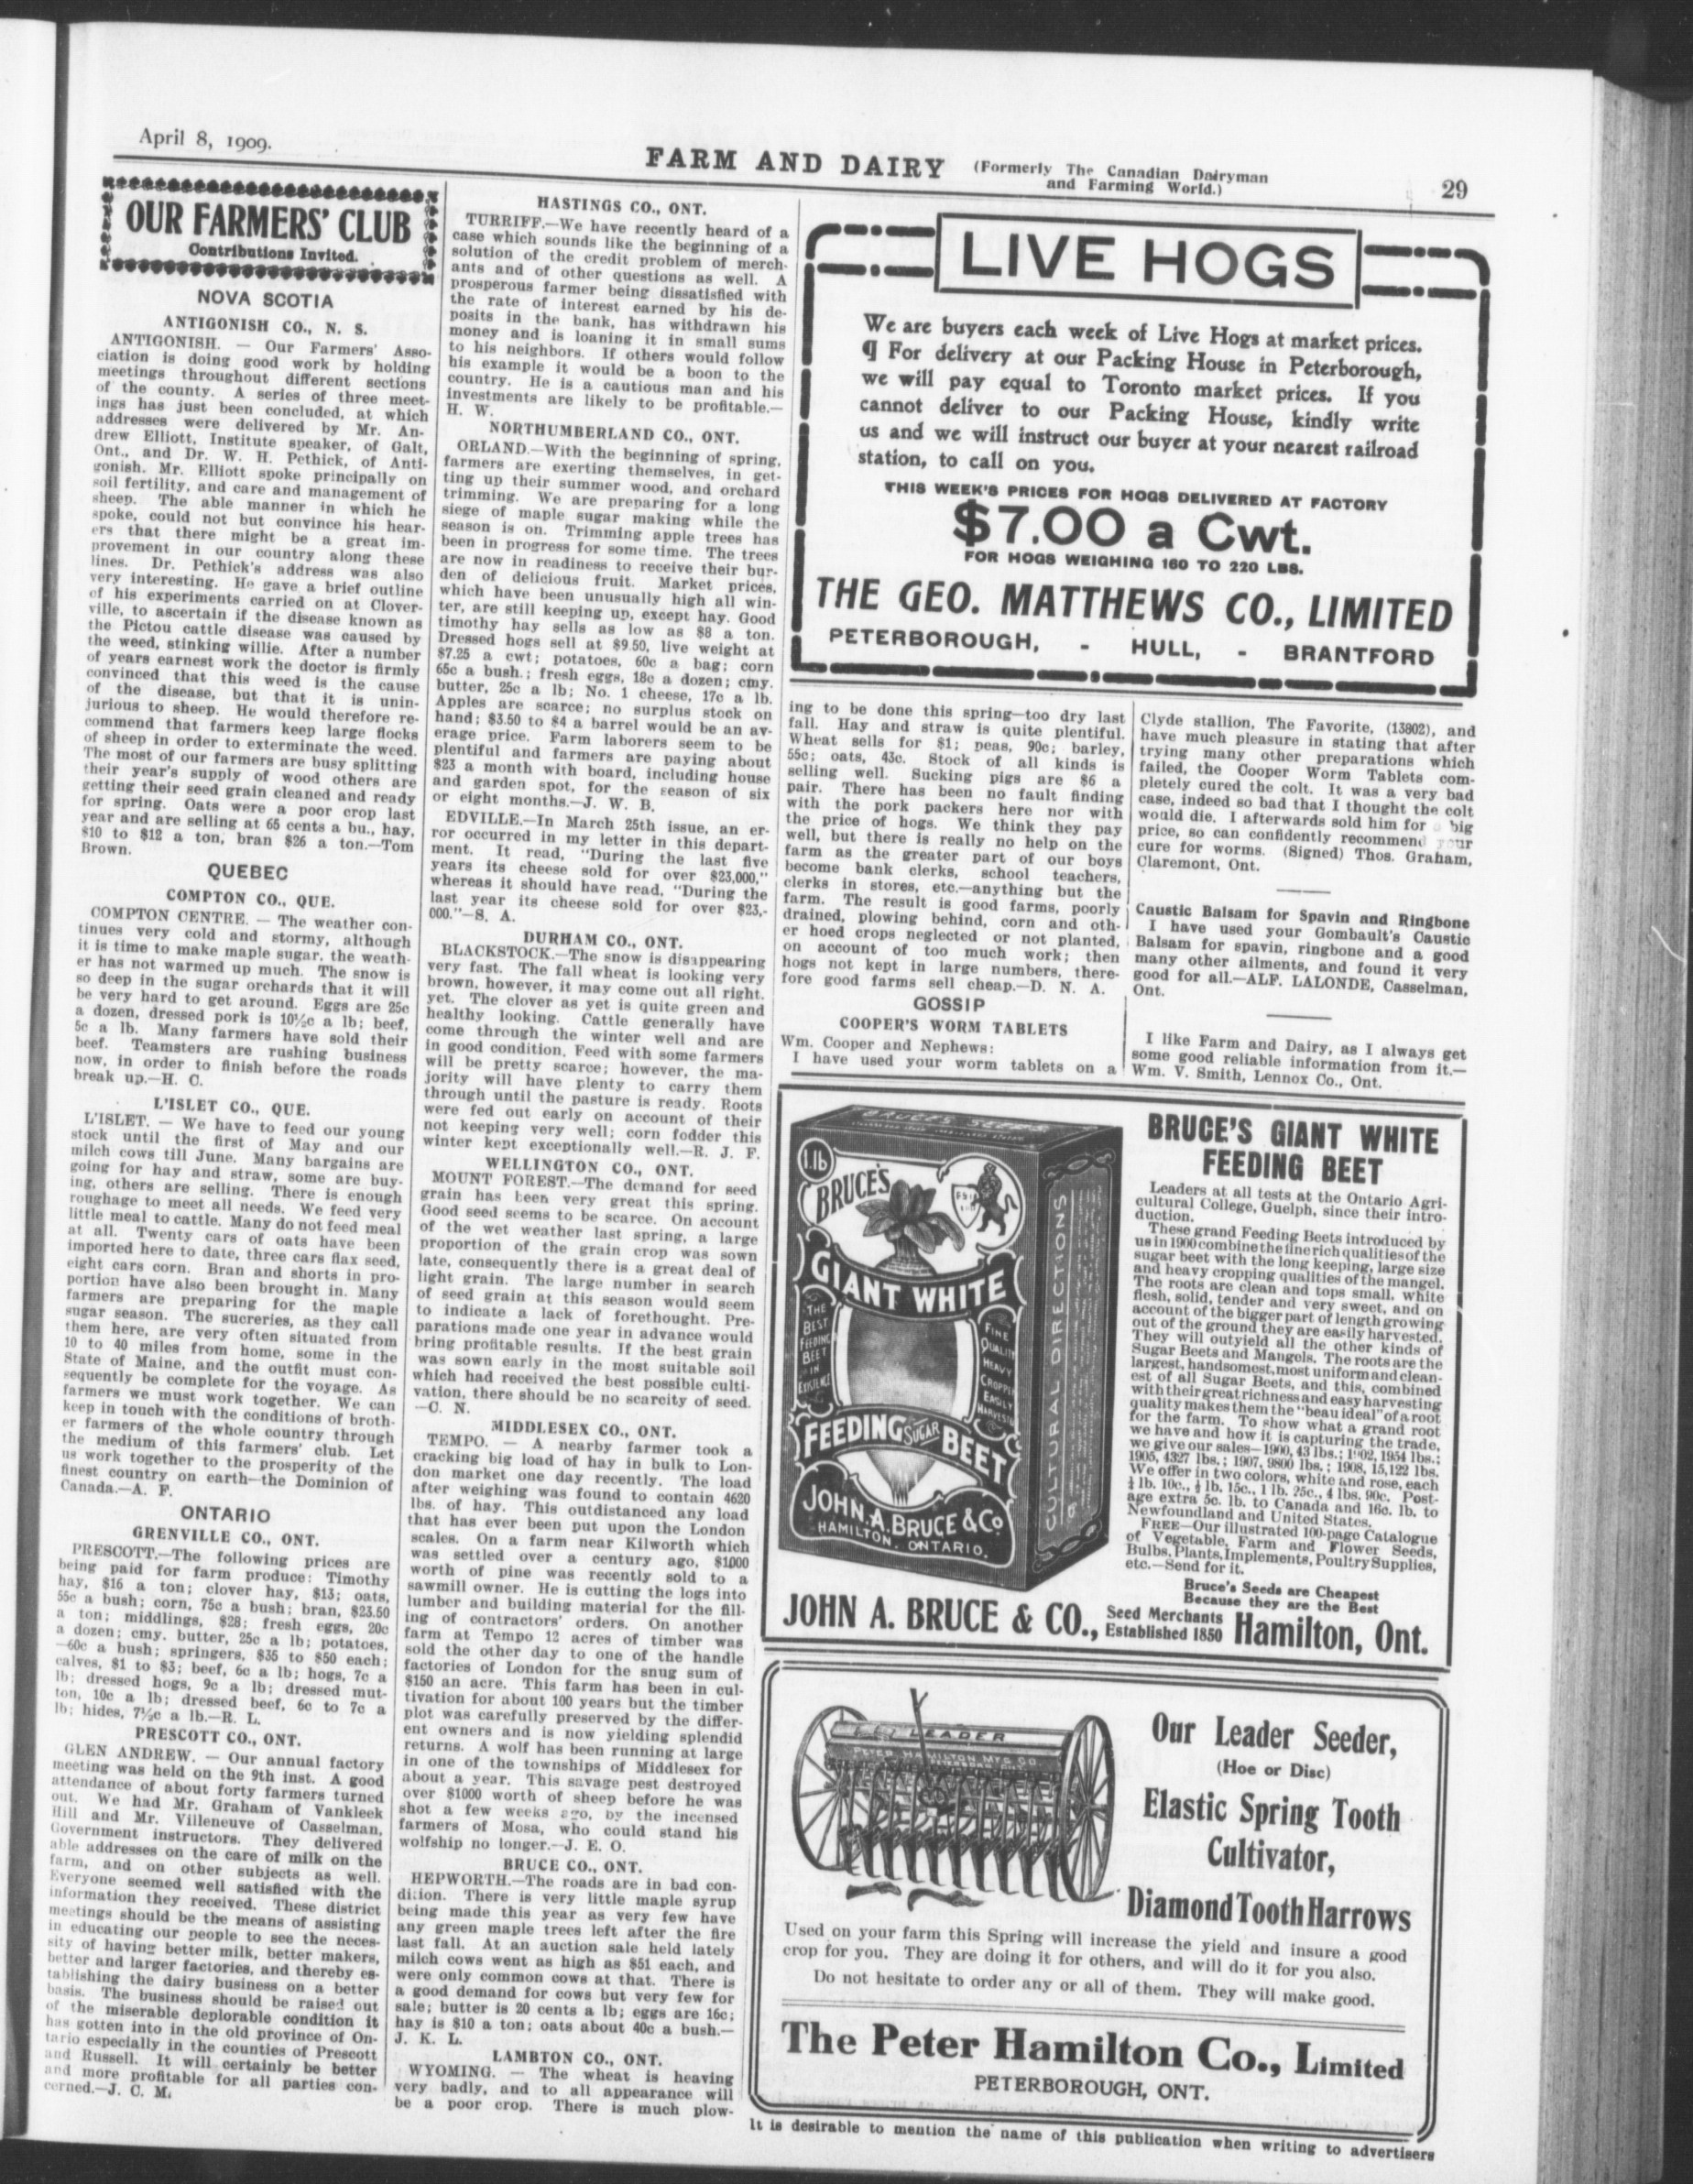 April 8, 1909.
FARM AND DAIRY
(Formerly The Canadian Dairyman
and Farming World.)
29
OUR FARMERS' CLUB
Contributions Invited.
NOVA SCOTIA
ANTIGONISH CO., N. S.
ANTIGONISH. — Our Farmers' Asso-
ciation is doing good work by holding
meetings throughout different sections
of the county. A series of three meet-
ings has just been concluded, at which
addresses were delivered by Mr. An-
drew Elliott, Institute speaker, of Galt,
Ont., and Dr. W. H. Pethick, of Anti-
gonish. Mr. Elliott spoke principally on
soil fertility, and care and management of
sheep. The able manner in which he
spoke, could not but convince his hear-
ers that there might be a great im-
provement in our country along these
lines. Dr. Pethick's address was also
very interesting. He gave a brief outline
of his experiments carried on at Clover-
ville, to ascertain if the disease known as
the Pictou cattle disease was caused by
the weed, stinking willie. After a number
of years earnest work the doctor is firmly
convinced that this weed is the cause
of the disease, but that it is unin-
jurious to sheep. He would therefore re-
commend that farmers keep large flocks
of sheep in order to exterminate the weed.
The most of our farmers are busy splitting
their year's supply of wood others are
getting their seed grain cleaned and ready
for spring. Oats were a poor crop last
year and are selling at 65 cents a bu., hay,
$10 to $12 a ton, bran $26 a ton.—Tom
Brown.
QUEBEC
COMPTON CO., QUE.
COMPTON CENTRE. — The weather con-
tinues very cold and stormy, although
it is time to make maple sugar, the weath-
er has not warmed up much. The snow is
so deep in the sugar orchards that it will
be very hard to get around. Eggs are 25c
a dozen, dressed pork is 10½c a lb; beef,
5c a lb. Many farmers have sold their
beef. Teamsters are rushing business
now, in order to finish before the roads
break up.—H. C.
L'ISLET CO., QUE.
L'ISLET. — We have to feed our young
stock until the first of May and our
milch cows till June. Many bargains are
going for hay and straw, some are buy-
ing, others are selling. There is enough
roughage to meet all needs. We feed very
little meal to cattle. Many do not feed meal
at all. Twenty cars of oats have been
imported here to date, three cars flax seed,
eight cars corn. Bran and shorts in pro-
portion have also been brought in. Many
farmers are preparing for the maple
sugar season. The sucreries, as they call
them here, are very often situated from
10 to 40 miles from home, some in the
State of Maine, and the outfit must con-
sequently be complete for the voyage. As
farmers we must work together. We can
keep in touch with the conditions of broth-
er farmers of the whole country through
the medium of this farmers' club. Let
us work together to the prosperity of the
finest country on earth—the Dominion of
Canada.—A. F.
ONTARIO
GRENVILLE CO., ONT.
PRESCOTT.—The following prices are
being paid for farm produce: Timothy
hay, $16 a ton; clover hay, $13; oats,
55c a bush; corn, 75c a bush; bran, $23.50
a ton; middlings, $28; fresh eggs, 20c
a dozen; cmy. butter, 25c a lb; potatoes,
—60c a bush; springers, $35 to $50 each;
calves, $1 to $3; beef, 6c a lb; hogs, 7c a
lb; dressed hogs, 9c a lb; dressed mut-
ton, 10c a lb; dressed beef, 6c to 7c a
lb; hides, 7½c a lb.—R. L.
PRESCOTT CO., ONT.
GLEN ANDREW. — Our annual factory
meeting was held on the 9th inst. A good
attendance of about forty farmers turned
out. We had Mr. Graham of Vankleek
Hill and Mr. Villeneuve of Casselman,
Government instructors. They delivered
able addresses on the care of milk on the
farm, and on other subjects as well.
Everyone seemed well satisfied with the
information they received. These district
meetings should be the means of assisting
in educating our people to see the neces-
sity of having better milk, better makers,
better and larger factories, and thereby es-
tablishing the dairy business on a better
basis. The business should be raised out
of the miserable deplorable condition it
has gotten into in the old province of On-
tario especially in the counties of Prescott
and Russell. It will certainly be better
and more profitable for all parties con-
cerned.—J. C. M.
HASTINGS CO., ONT.
TURRIFF.—We have recently heard of a
case which sounds like the beginning of a
solution of the credit problem of merch-
ants and of other questions as well. A
prosperous farmer being dissatisfied with
the rate of interest earned by his de-
posits in the bank, has withdrawn his
money and is loaning it in small sums
to his neighbors. If others would follow
his example it would be a boon to the
country. He is a cautious man and his
investments are likely to be profitable.—
H. W.
NORTHUMBERLAND CO., ONT.
ORLAND.—With the beginning of spring,
farmers are exerting themselves, in get-
ting up their summer wood, and orchard
trimming. We are preparing for a long
siege of maple sugar making while the
season is on. Trimming apple trees has
been in progress for some time. The trees
are now in readiness to receive their bur-
den of delicious fruit. Market prices,
which have been unusually high all win-
ter, are still keeping up, except hay. Good
timothy hay sells as low as $8 a ton.
Dressed hogs sell at $9.50, live weight at
$7.25 a cwt; potatoes, 60c a bag; corn
65c a bush.; fresh eggs, 18c a dozen; cmy.
butter, 25c a lb; No. 1 cheese, 17c a lb.
Apples are scarce; no surplus stock on
hand; $3.50 to $4 a barrel would be an av-
erage price. Farm laborers seem to be
plentiful and farmers are paying about
$23 a month with board, including house
and garden spot, for the season of six
or eight months.—J. W. B.
EDVILLE.—In March 25th issue, an er-
ror occurred in my letter in this depart-
ment. It read, "During the last five
years its cheese sold for over $23,000,"
whereas it should have read, "During the
last year its cheese sold for over $23,-
000."—S. A.
DURHAM CO., ONT.
BLACKSTOCK.—The snow is disappearing
very fast. The fall wheat is looking very
brown, however, it may come out all right.
yet. The clover as yet is quite green and
healthy looking. Cattle generally have
come through the winter well and are
in good condition. Feed with some farmers
will be pretty scarce; however, the ma-
jority will have plenty to carry them
through until the pasture is ready. Roots
were fed out early on account of their
not keeping very well; corn fodder this
winter kept exceptionally well.—R. J. F.
WELLINGTON CO., ONT.
MOUNT FOREST.—The demand for seed
grain has been very great this spring.
Good seed seems to be scarce. On account
of the wet weather last spring, a large
proportion of the grain crop was sown
late, consequently there is a great deal of
light grain. The large number in search
of seed grain at this season would seem
to indicate a lack of forethought. Pre-
parations made one year in advance would
bring profitable results. If the best grain
was sown early in the most suitable soil
which had received the best possible culti-
vation, there should be no scarcity of seed.
—C. N.
MIDDLESEX CO., ONT.
TEMPO. — A nearby farmer took a
cracking big load of hay in bulk to Lon-
don market one day recently. The load
after weighing was found to contain 4620
lbs. of hay. This outdistanced any load
that has ever been put upon the London
scales. On a farm near Kilworth which
was settled over a century ago, $1000
worth of pine was recently sold to a
sawmill owner. He is cutting the logs into
lumber and building material for the fill-
ing of contractors' orders. On another
farm at Tempo 12 acres of timber was
sold the other day to one of the handle
factories of London for the snug sum of
$150 an acre. This farm has been in cul-
tivation for about 100 years but the timber
plot was carefully preserved by the differ-
ent owners and is now yielding splendid
returns. A wolf has been running at large
in one of the townships of Middlesex for
about a year. This savage pest destroyed
over $1000 worth of sheep before he was
shot a few weeks ago, by the incensed
farmers of Mosa, who could stand his
wolfship no longer.—J. E. O.
BRUCE CO., ONT.
HEPWORTH.—The roads are in bad con-
dition. There is very little maple syrup
being made this year as very few have
any green maple trees left after the fire
last fall. At an auction sale held lately
milch cows went as high as $51 each, and
were only common cows at that. There is
a good demand for cows but very few for
sale; butter is 20 cents a lb; eggs are 16c;
hay is $10 a ton; oats about 40c a bush.—
J. K. L.
LAMBTON CO., ONT.
WYOMING. — The wheat is heaving
very badly, and to all appearance will
be a poor crop. There is much plow-
LIVE HOGS
We are buyers each week of Live Hogs at market prices.
¶ For delivery at our Packing House in Peterborough,
we will pay equal to Toronto market prices. If you
cannot deliver to our Packing House, kindly write
us and we will instruct our buyer at your nearest railroad
station, to call on you.
THIS WEEK'S PRICES FOR HOGS DELIVERED AT FACTORY
$7.00 a Cwt.
FOR HOGS WEIGHING 160 TO 220 LBS.
THE GEO. MATTHEWS CO., LIMITED
PETERBOROUGH, - HULL, - BRANTFORD
ing to be done this spring—too dry last
fall. Hay and straw is quite plentiful.
Wheat sells for $1; peas, 90c; barley,
55c; oats, 43c. Stock of all kinds is
selling well. Sucking pigs are $6 a
pair. There has been no fault finding
with the pork packers here nor with
the price of hogs. We think they pay
well, but there is really no help on the
farm as the greater part of our boys
become bank clerks, school teachers,
clerks in stores, etc.—anything but the
farm. The result is good farms, poorly
drained, plowing behind, corn and oth-
er hoed crops neglected or not planted,
on account of too much work; then
hogs not kept in large numbers, there-
fore good farms sell cheap.—D. N. A.
GOSSIP
COOPER'S WORM TABLETS
Wm. Cooper and Nephews:
I have used your worm tablets on a
Clyde stallion, The Favorite, (13802), and
have much pleasure in stating that after
trying many other preparations which
failed, the Cooper Worm Tablets com-
pletely cured the colt. It was a very bad
case, indeed so bad that I thought the colt
would die. I afterwards sold him for a big
price, so can confidently recommend your
cure for worms. (Signed) Thos. Graham,
Claremont, Ont.
Caustic Balsam for Spavin and Ringbone
I have used your Gombault's Caustic
Balsam for spavin, ringbone and a good
many other ailments, and found it very
good for all.—ALF. LALONDE, Casselman,
Ont.
I like Farm and Dairy, as I always get
some good reliable information from it.—
Wm. V. Smith, Lennox Co., Ont.
BRUCE'S SEEDS
1 lb
BRUCE'S
GIANT WHITE
THE
BEST
FEEDING
BEET
IN
EXISTENCE
FINE
QUALITY
HEAVY
CROPPER
EASILY
HARVESTED
FEEDING SUGAR BEET
JOHN.A.BRUCE & Co
HAMILTON, ONTARIO.
CULTURAL DIRECTIONS
BRUCE'S GIANT WHITE
FEEDING BEET
Leaders at all tests at the Ontario Agri-
cultural College, Guelph, since their intro-
duction.
These grand Feeding Beets introduced by
us in 1900 combine the fine rich qualities of the
sugar beet with the long keeping, large size
and heavy cropping qualities of the mangel.
The roots are clean and tops small, white
flesh, solid, tender and very sweet, and on
account of the bigger part of length growing
out of the ground they are easily harvested.
They will outyield all the other kinds of
Sugar Beets and Mangels. The roots are the
largest, handsomest, most uniform and clean-
est of all Sugar Beets, and this, combined
with their great richness and easy harvesting
quality makes them the "beau ideal" of a root
for the farm. To show what a grand root
we have and how it is capturing the trade,
we give our sales—1900, 43 lbs.; 1902, 1954 lbs.;
1905, 4327 lbs.; 1907, 9800 lbs.; 1908, 15,122 lbs.
We offer in two colors, white and rose, each
¼ lb. 10c., ½ lb. 15c., 1 lb. 25c., 4 lbs. 90c. Post-
age extra 5c. lb. to Canada and 16c. lb. to
Newfoundland and United States.
FREE—Our illustrated 100-page Catalogue
of Vegetable, Farm and Flower Seeds,
Bulbs, Plants, Implements, Poultry Supplies,
etc.—Send for it.
Bruce's Seeds are Cheapest
Because they are the Best
JOHN A. BRUCE & CO., Seed Merchants Established 1850 Hamilton, Ont.
LEADER
PETER HAMILTON MFG CO
Our Leader Seeder,
(Hoe or Disc)
Elastic Spring Tooth
Cultivator,
Diamond Tooth Harrows
Used on your farm this Spring will increase the yield and insure a good
crop for you. They are doing it for others, and will do it for you also.
Do not hesitate to order any or all of them. They will make good.
The Peter Hamilton Co., Limited
PETERBOROUGH, ONT.
It is desirable to mention the name of this publication when writing to advertisers